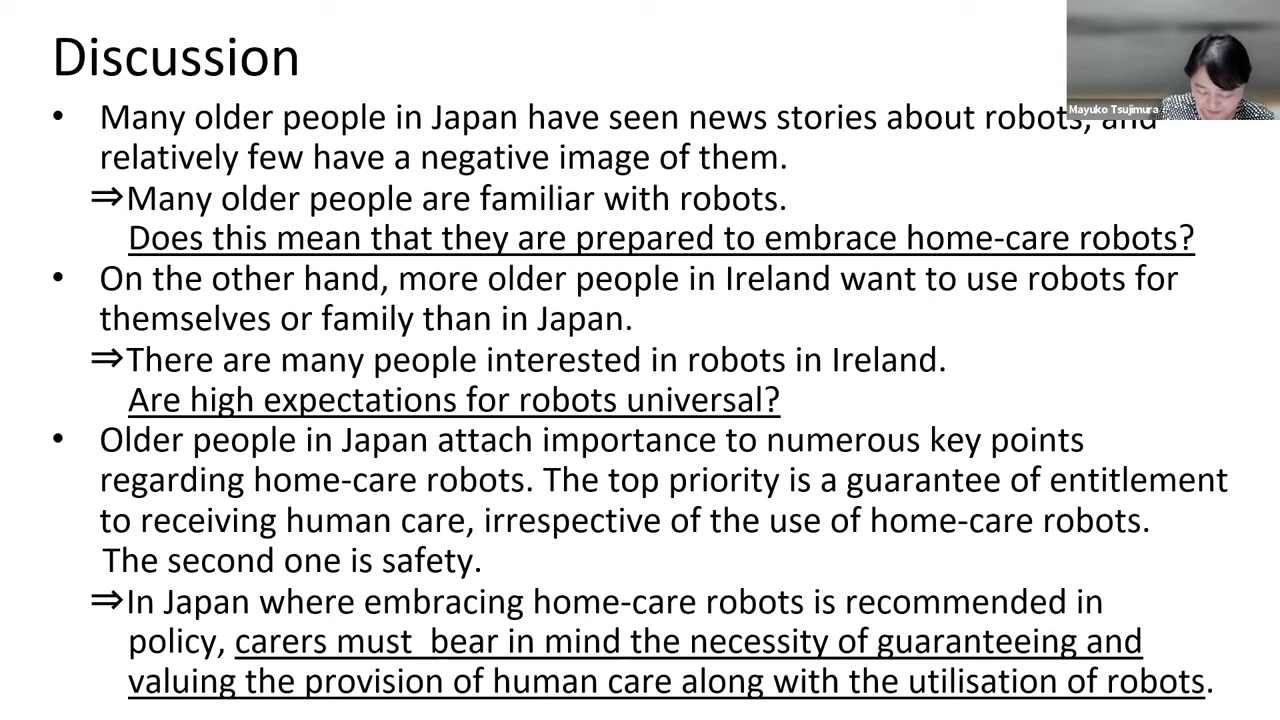 Discussion
Mayuko Tsujimura
• Many older people in Japan have seen news stories about robots, and
relatively few have a negative image of them.
⇒Many older people are familiar with robots.
Does this mean that they are prepared to embrace home-care robots?
• On the other hand, more older people in Ireland want to use robots for
themselves or family than in Japan.
⇒There are many people interested in robots in Ireland.
Are high expectations for robots universal?
• Older people in Japan attach importance to numerous key points
regarding home-care robots. The top priority is a guarantee of entitlement
to receiving human care, irrespective of the use of home-care robots.
The second one is safety.
⇒In Japan where embracing home-care robots is recommended in
policy, carers must  bear in mind the necessity of guaranteeing and
valuing the provision of human care along with the utilisation of robots.